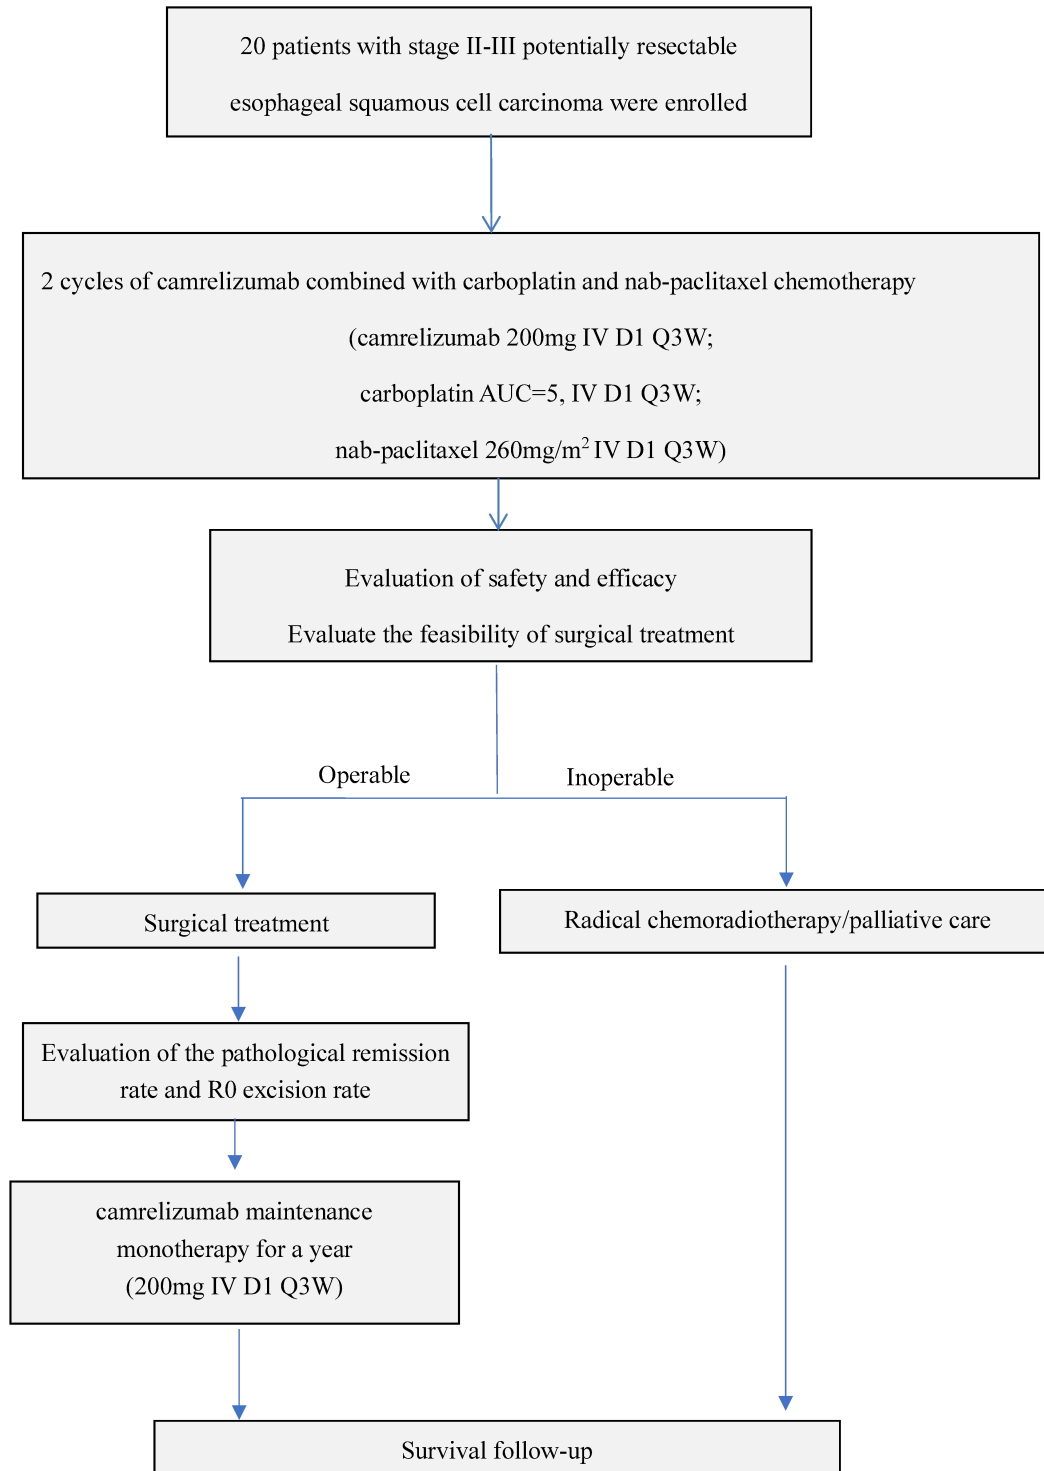 20 patients with stage II-III potentially resectable
esophageal squamous cell carcinoma were enrolled
2 cycles of camrelizumab combined with carboplatin and nab-paclitaxel chemotherapy
(camrelizumab 200mg IV D1 Q3W;
carboplatin AUC=5, IV D1 Q3W;
nab-paclitaxel 260mg/m² IV D1 Q3W)
Evaluation of safety and efficacy
Evaluate the feasibility of surgical treatment
Operable
Inoperable
Surgical treatment
Radical chemoradiotherapy/palliative care
Evaluation of the pathological remission
rate and R0 excision rate
camrelizumab maintenance
monotherapy for a year
(200mg IV D1 Q3W)
Survival follow-up